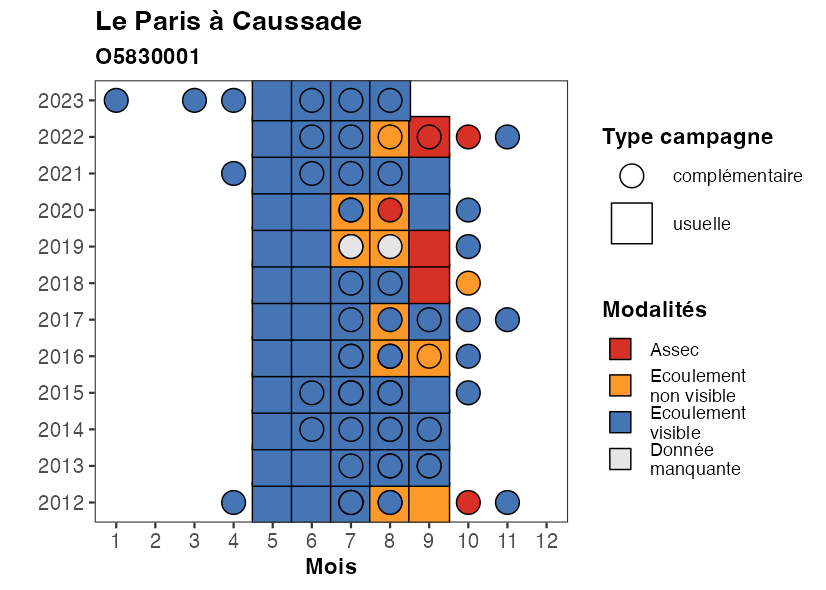 Le Paris à Caussade
O5830001
2023
2022
2021
2020
2019
2018
2017
2016
2015
2014
2013
2012
1 2 3 4 5 6 7 8 9 10 11 12
Mois
Type campagne
complémentaire
usuelle
Modalités
Assec
Ecoulement
non visible
Ecoulement
visible
Donnée
manquante